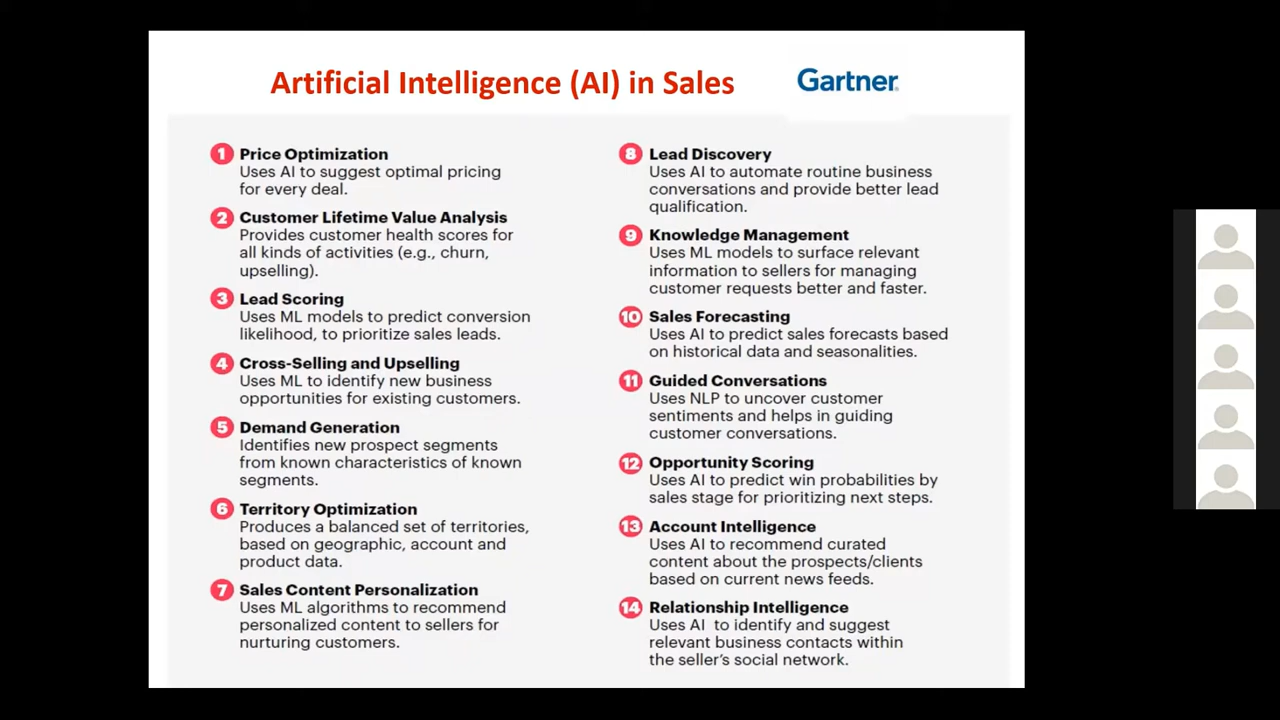 Artificial Intelligence (AI) in Sales
Gartner®
1 Price Optimization
Uses AI to suggest optimal pricing
for every deal.
2 Customer Lifetime Value Analysis
Provides customer health scores for
all kinds of activities (e.g., churn,
upselling).
3 Lead Scoring
Uses ML models to predict conversion
likelihood, to prioritize sales leads.
4 Cross-Selling and Upselling
Uses ML to identify new business
opportunities for existing customers.
5 Demand Generation
Identifies new prospect segments
from known characteristics of known
segments.
6 Territory Optimization
Produces a balanced set of territories,
based on geographic, account and
product data.
7 Sales Content Personalization
Uses ML algorithms to recommend
personalized content to sellers for
nurturing customers.
8 Lead Discovery
Uses AI to automate routine business
conversations and provide better lead
qualification.
9 Knowledge Management
Uses ML models to surface relevant
information to sellers for managing
customer requests better and faster.
10 Sales Forecasting
Uses AI to predict sales forecasts based
on historical data and seasonalities.
11 Guided Conversations
Uses NLP to uncover customer
sentiments and helps in guiding
customer conversations.
12 Opportunity Scoring
Uses AI to predict win probabilities by
sales stage for prioritizing next steps.
13 Account Intelligence
Uses AI to recommend curated
content about the prospects/clients
based on current news feeds.
14 Relationship Intelligence
Uses AI to identify and suggest
relevant business contacts within
the seller's social network.